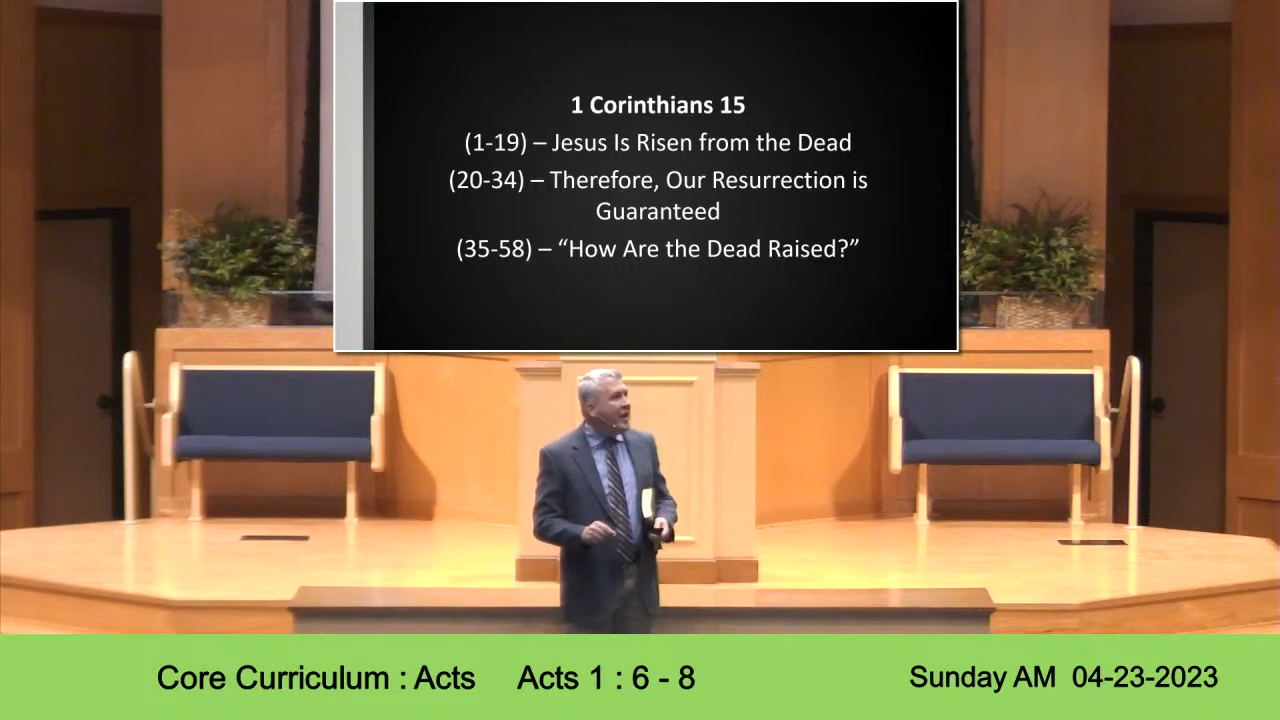 1 Corinthians 15
(1-19) – Jesus Is Risen from the Dead
(20-34) – Therefore, Our Resurrection is
Guaranteed
(35-58) – “How Are the Dead Raised?”
Core Curriculum : Acts Acts 1 : 6 - 8 Sunday AM 04-23-2023